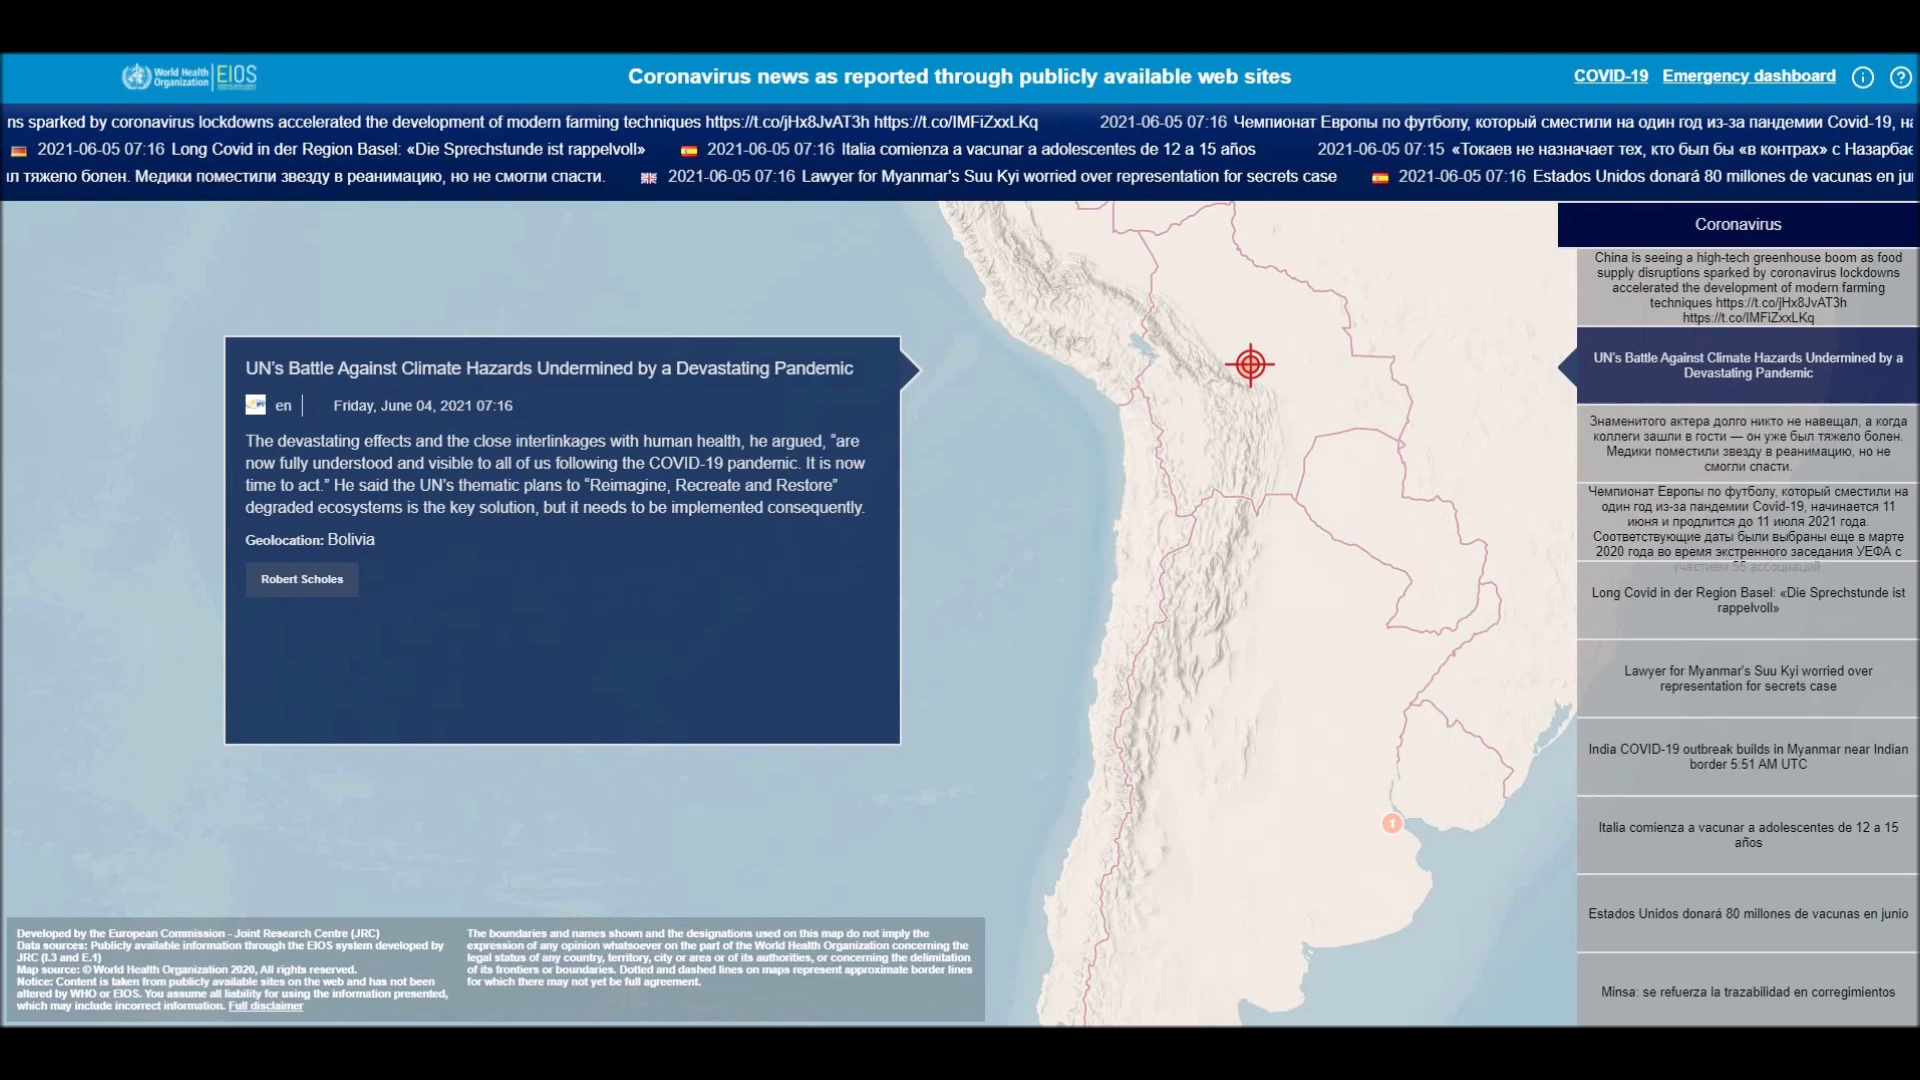 World Health
Organization
EIOS
Coronavirus news as reported through publicly available web sites
COVID-19
Emergency dashboard
ns sparked by coronavirus lockdowns accelerated the development of modern farming techniques https://t.co/jHx8JvAT3h https://t.co/IMFiZxxLKq
2021-06-05 07:16 Чемпионат Европы по футболу, который сместили на один год из-за пандемии Covid-19, на
2021-06-05 07:16 Long Covid in der Region Basel: «Die Sprechstunde ist rappelvoll»
2021-06-05 07:16 Italia comienza a vacunar a adolescentes de 12 a 15 años
2021-06-05 07:15 «Токаев не назначает тех, кто был бы «в контрах» с Назарбае
ил тяжело болен. Медики поместили звезду в реанимацию, но не смогли спасти.
2021-06-05 07:16 Lawyer for Myanmar's Suu Kyi worried over representation for secrets case
2021-06-05 07:16 Estados Unidos donará 80 millones de vacunas en ju
UN's Battle Against Climate Hazards Undermined by a Devastating Pandemic
en
Friday, June 04, 2021 07:16
The devastating effects and the close interlinkages with human health, he argued, "are
now fully understood and visible to all of us following the COVID-19 pandemic. It is now
time to act." He said the UN's thematic plans to "Reimagine, Recreate and Restore"
degraded ecosystems is the key solution, but it needs to be implemented consequently.
Geolocation: Bolivia
Robert Scholes
1
Coronavirus
China is seeing a high-tech greenhouse boom as food
supply disruptions sparked by coronavirus lockdowns
accelerated the development of modern farming
techniques https://t.co/jHx8JvAT3h
https://t.co/IMFiZxxLKq
UN's Battle Against Climate Hazards Undermined by a
Devastating Pandemic
Знаменитого актера долго никто не навещал, а когда
коллеги зашли в гости — он уже был тяжело болен.
Медики поместили звезду в реанимацию, но не
смогли спасти.
Чемпионат Европы по футболу, который сместили на
один год из-за пандемии Covid-19, начинается 11
июня и продлится до 11 июля 2021 года.
Соответствующие даты были выбраны еще в марте
2020 года во время экстренного заседания УЕФА с
участием 55 ассоциаций
Long Covid in der Region Basel: «Die Sprechstunde ist
rappelvoll»
Lawyer for Myanmar's Suu Kyi worried over
representation for secrets case
India COVID-19 outbreak builds in Myanmar near Indian
border 5:51 AM UTC
Italia comienza a vacunar a adolescentes de 12 a 15
años
Estados Unidos donará 80 millones de vacunas en junio
Minsa: se refuerza la trazabilidad en corregimientos
Developed by the European Commission - Joint Research Centre (JRC)
Data sources: Publicly available information through the EIOS system developed by
JRC (I.3 and E.1)
Map source: © World Health Organization 2020, All rights reserved.
Notice: Content is taken from publicly available sites on the web and has not been
altered by WHO or EIOS. You assume all liability for using the information presented,
which may include incorrect information. Full disclaimer
The boundaries and names shown and the designations used on this map do not imply the
expression of any opinion whatsoever on the part of the World Health Organization concerning the
legal status of any country, territory, city or area or of its authorities, or concerning the delimitation
of its frontiers or boundaries. Dotted and dashed lines on maps represent approximate border lines
for which there may not yet be full agreement.